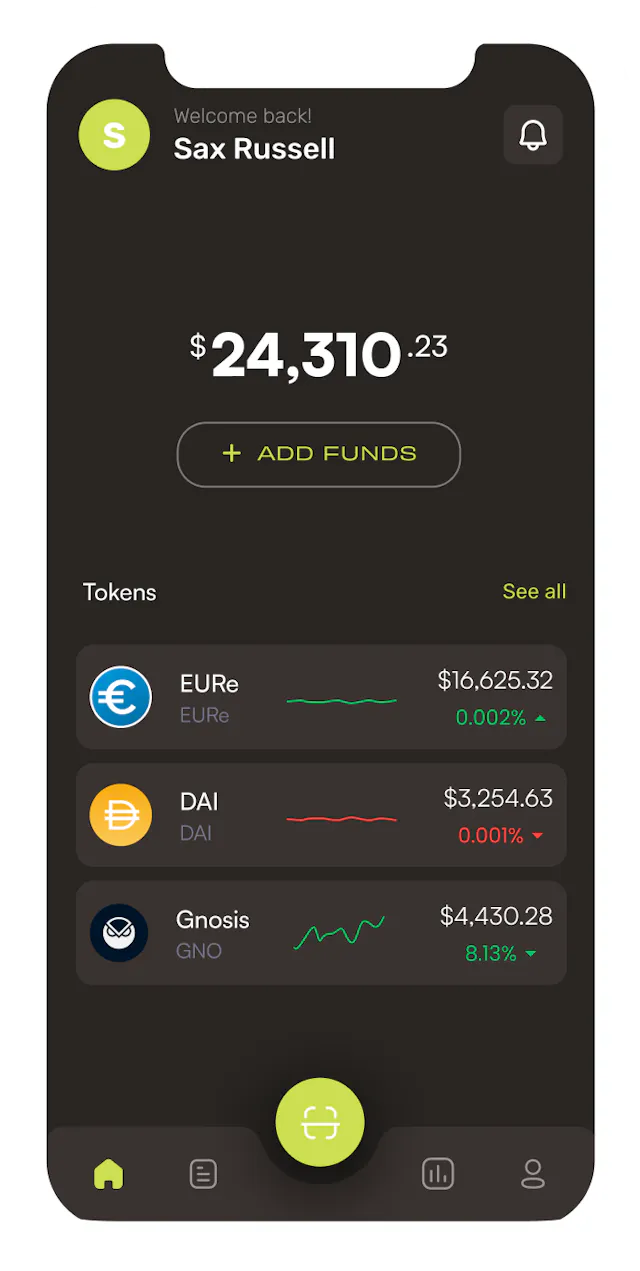 S
Welcome back!
Sax Russell
$24,310.23
+ ADD FUNDS
Tokens
See all
EURe
EURe
$16,625.32
0.002%
DAI
DAI
$3,254.63
0.001%
Gnosis
GNO
$4,430.28
8.13%